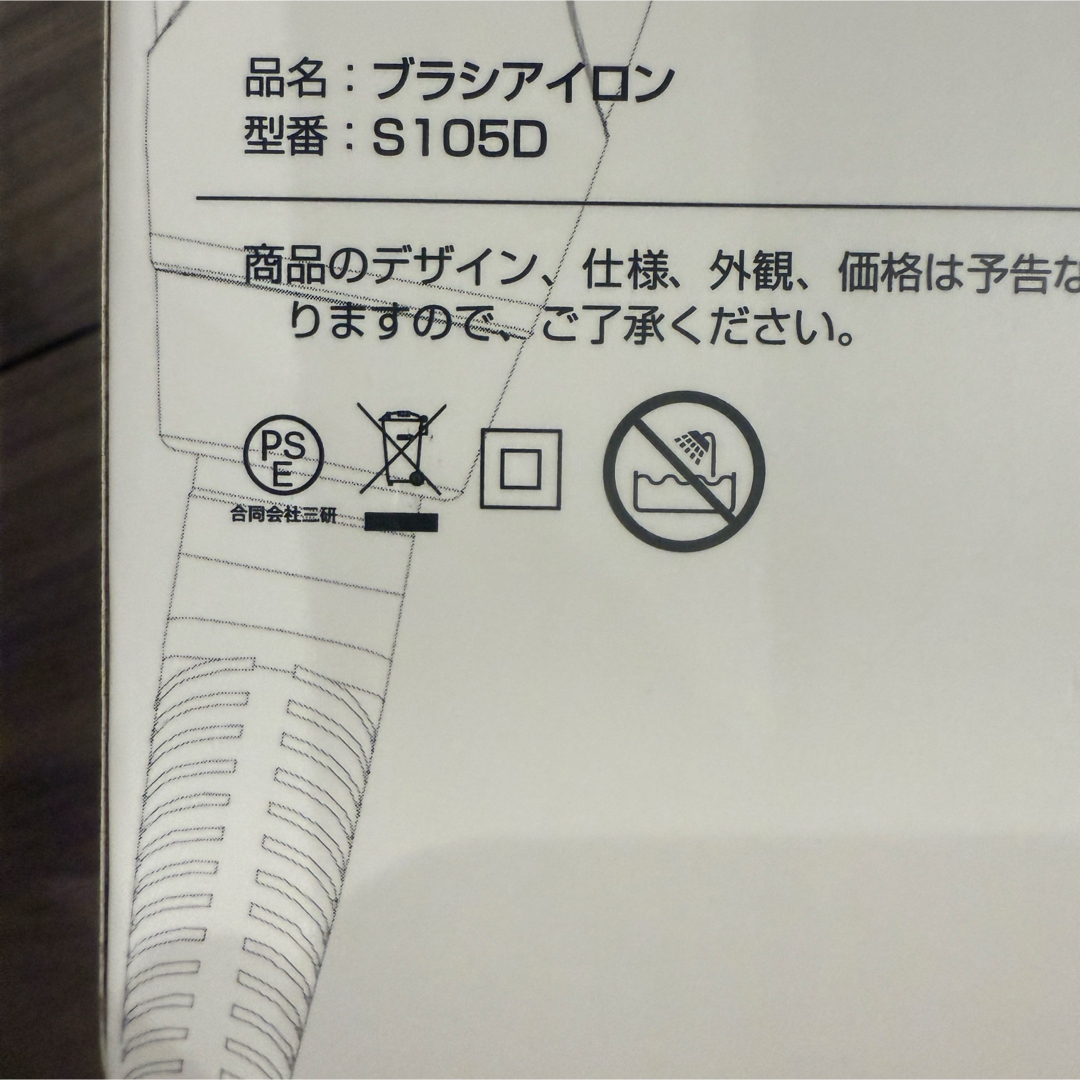 品名：ブラシアイロン
型番：S105D
商品のデザイン、仕様、外観、価格は予告な
りますので、ご了承ください。
PS
E
合同会社三研